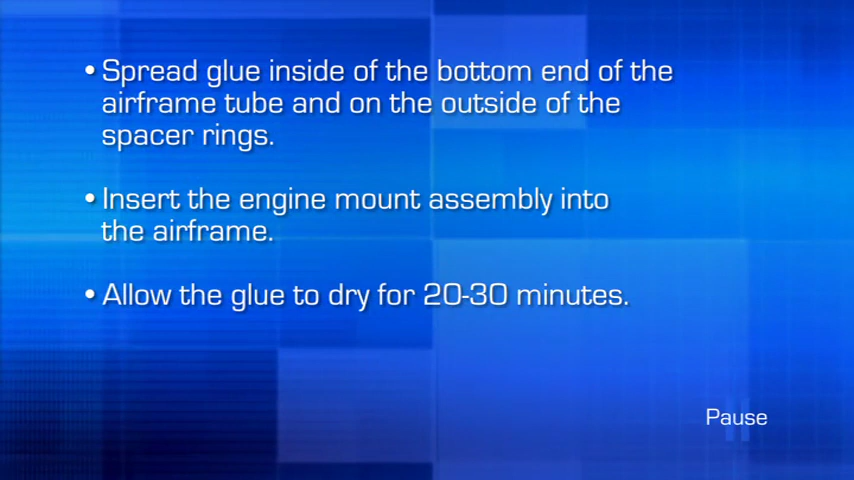 •Spread glue inside of the bottom end of the
airframe tube and on the outside of the
spacer rings.
•Insert the engine mount assembly into
the airframe.
•Allow the glue to dry for 20-30 minutes.
Pause